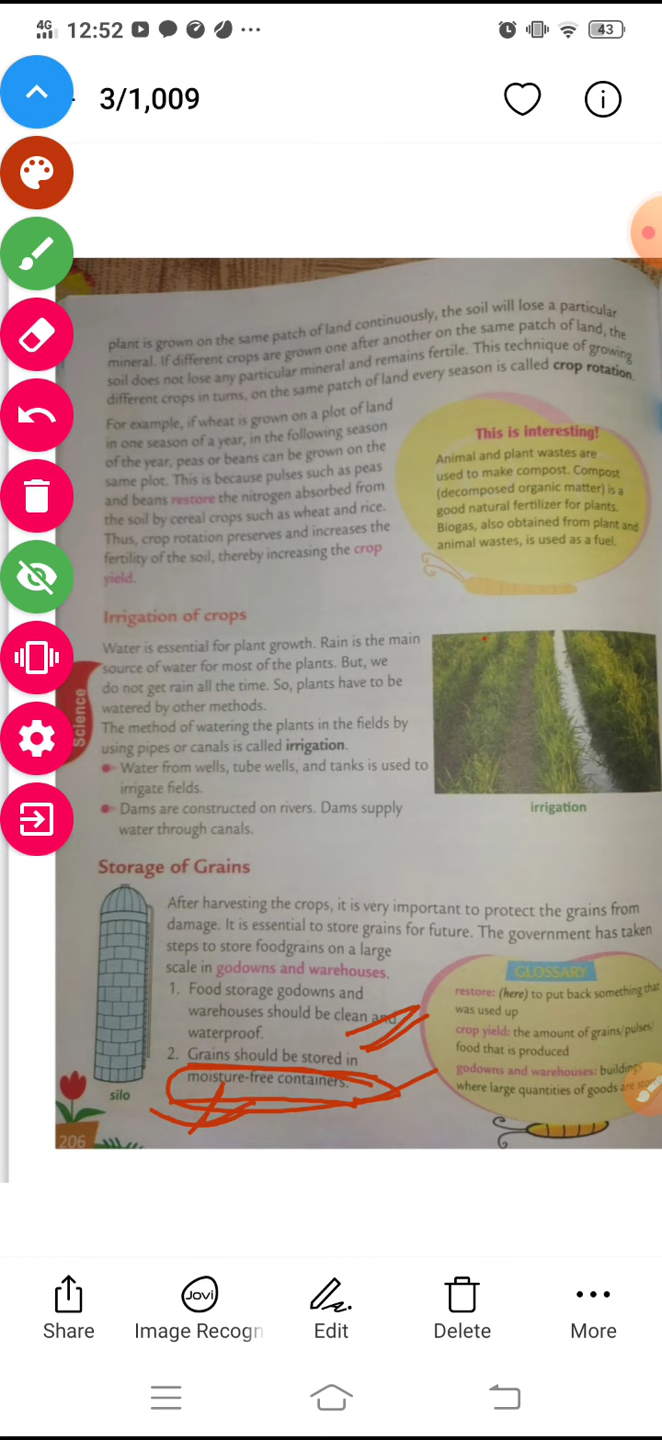 4G 12:52 43
3/1,009
plant is grown on the same patch of land continuously, the soil will lose a particular
mineral. If different crops are grown one after another on the same patch of land, the
soil does not lose any particular mineral and remains fertile. This technique of growing
different crops in turns, on the same patch of land every season is called crop rotation.
For example, if wheat is grown on a plot of land
in one season of a year, in the following season
of the year, peas or beans can be grown on the
same plot. This is because pulses such as peas
and beans restore the nitrogen absorbed from
the soil by cereal crops such as wheat and rice.
Thus, crop rotation preserves and increases the
fertility of the soil, thereby increasing the crop
yield.
This is interesting!
Animal and plant wastes are
used to make compost. Compost
(decomposed organic matter) is a
good natural fertilizer for plants.
Biogas, also obtained from plant and
animal wastes, is used as a fuel.
Irrigation of crops
Water is essential for plant growth. Rain is the main
source of water for most of the plants. But, we
do not get rain all the time. So, plants have to be
watered by other methods.
The method of watering the plants in the fields by
using pipes or canals is called irrigation.
Water from wells, tube wells, and tanks is used to
irrigate fields.
Dams are constructed on rivers. Dams supply
water through canals.
irrigation
Science
Storage of Grains
After harvesting the crops, it is very important to protect the grains from
damage. It is essential to store grains for future. The government has taken
steps to store foodgrains on a large
scale in godowns and warehouses.
1. Food storage godowns and
warehouses should be clean and
waterproof.
2. Grains should be stored in
moisture-free containers.
silo
GLOSSARY
restore: (here) to put back something that
was used up
crop yield: the amount of grains/pulses/
food that is produced
godowns and warehouses: buildings
where large quantities of goods are
206
Share
Jovi
Image Recogn
Edit
Delete
More